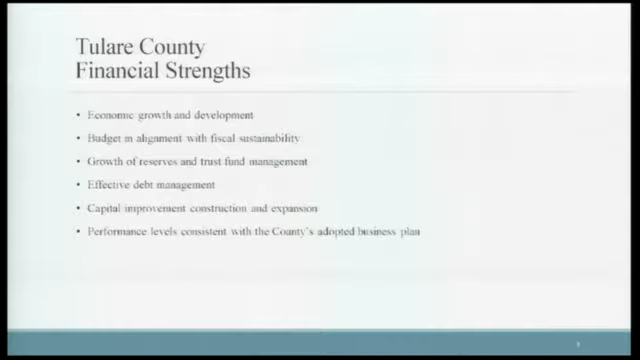 Tulare County
Financial Strengths
• Economic growth and development
• Budget in alignment with fiscal sustainability
• Growth of reserves and trust fund management
• Effective debt management
• Capital improvement construction and expansion
• Performance levels consistent with the County's adopted business plan